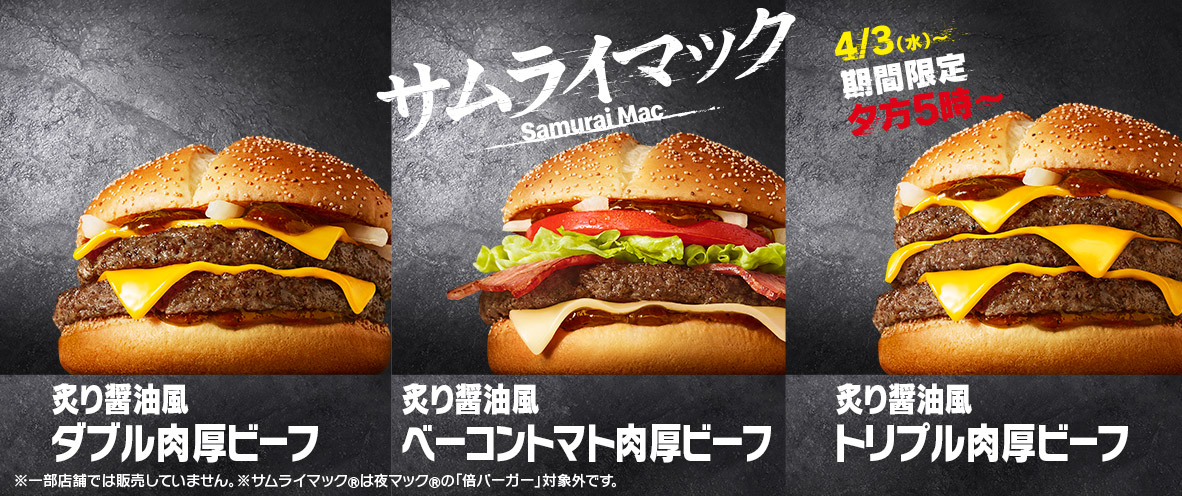 サムライマック
Samurai Mac
4/3(水)～
期間限定
夕方5時～
炙り醤油風
ダブル肉厚ビーフ
炙り醤油風
ベーコントマト肉厚ビーフ
炙り醤油風
トリプル肉厚ビーフ
※一部店舗では販売していません。※サムライマック®は夜マック®の「倍バーガー」対象外です。